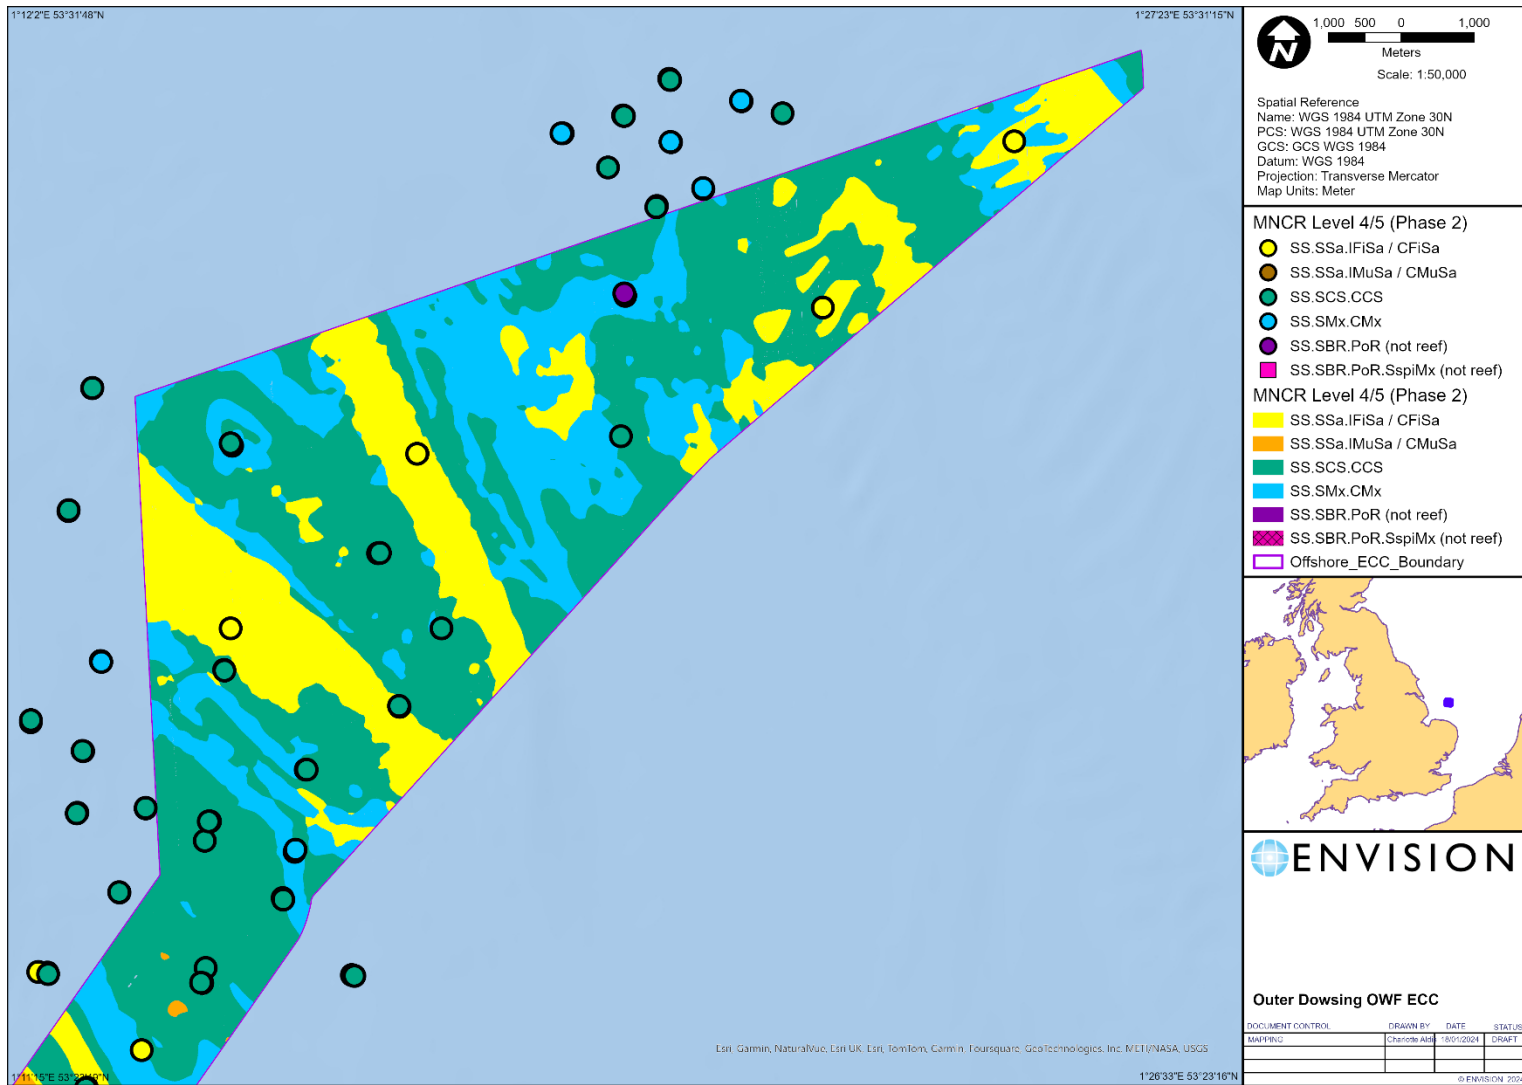 1°12'2"E 53°31'48"N
1°27'23"E 53°31'15"N
N
1,000 500 0 1,000
Meters
Scale: 1:50,000
Spatial Reference
Name: WGS 1984 UTM Zone 30N
PCS: WGS 1984 UTM Zone 30N
GCS: GCS WGS 1984
Datum: WGS 1984
Projection: Transverse Mercator
Map Units: Meter
MNCR Level 4/5 (Phase 2)
SS.SSa.IFiSa / CFiSa
SS.SSa.IMuSa / CMuSa
SS.SCS.CCS
SS.SMx.CMx
SS.SBR.PoR (not reef)
SS.SBR.PoR.SspiMx (not reef)
MNCR Level 4/5 (Phase 2)
SS.SSa.IFiSa / CFiSa
SS.SSa.IMuSa / CMuSa
SS.SCS.CCS
SS.SMx.CMx
SS.SBR.PoR (not reef)
SS.SBR.PoR.SspiMx (not reef)
Offshore_ECC_Boundary
ENVISION
Outer Dowsing OWF ECC
DOCUMENT CONTROL DRAWN BY DATE STATUS
MAPPING Charlotte 18/01/2024 DRAFT
© ENVISION 2024
Esri, Garmin, NaturalVue, Esri UK, Esri, TomTom, Garmin, Foursquare, GeoTechnologies, Inc, METI/NASA, USGS
1°11'15"E
1°26'33"E 53°23'16"N